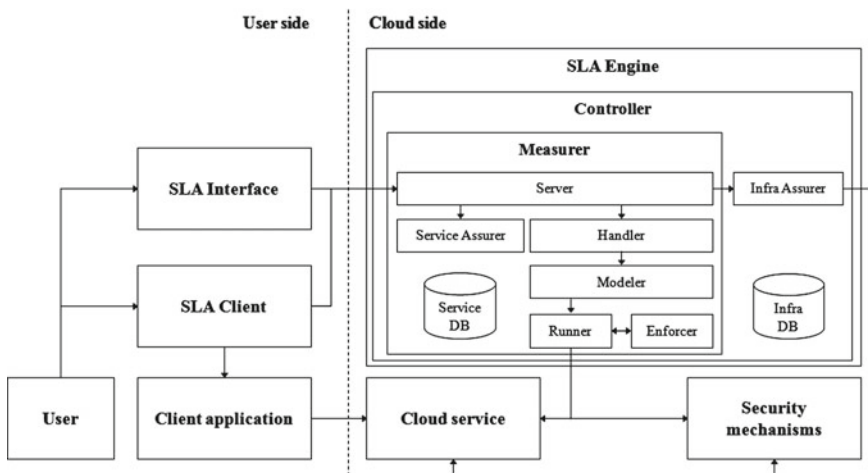 User side
Cloud side
SLA Engine
Controller
Measurer
SLA Interface
Server
Infra Assurer
Service Assurer
Handler
SLA Client
Modeler
Service
DB
Infra
DB
Runner
Enforcer
User
Client application
Cloud service
Security
mechanisms